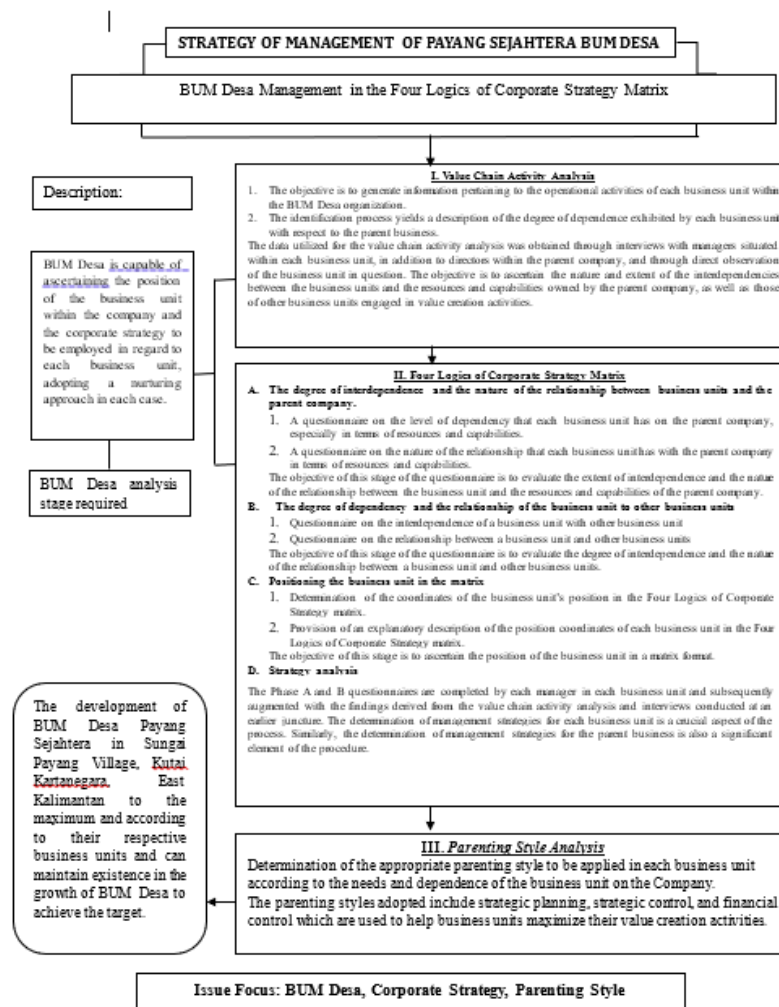 STRATEGY OF MANAGEMENT OF PAYANG SEJAHTERA BUM DESA
BUM Desa Management in the Four Logics of Corporate Strategy Matrix
Description:
BUM Desa is capable of
ascertaining the position
of the business unit
within the company and
the corporate strategy to
be employed in regard to
each business unit,
adopting a nurturing
approach in each case.
BUM Desa analysis
stage required
I. Value Chain Activity Analysis
1. The objective is to generate information pertaining to the operational activities of each business unit within
the BUM Desa organization.
2. The identification process yields a description of the degree of dependence exhibited by each business unit
with respect to the parent business.
The data utilized for the value chain activity analysis was obtained through interviews with managers situated
within each business unit, in addition to directors within the parent company, and through direct observation
of the business unit in question. The objective is to ascertain the nature and extent of the interdependencies
between the business units and the resources and capabilities owned by the parent company, as well as those
of other business units engaged in value creation activities.
II. Four Logics of Corporate Strategy Matrix
A. The degree of interdependence and the nature of the relationship between business units and the
parent company.
1. A questionnaire on the level of dependency that each business unit has on the parent company,
especially in terms of resources and capabilities.
2. A questionnaire on the nature of the relationship that each business unit has with the parent company
in terms of resources and capabilities.
The objective of this stage of the questionnaire is to evaluate the extent of interdependence and the nature
of the relationship between the business unit and the resources and capabilities of the parent company.
B. The degree of dependency and the relationship of the business unit to other business units
1. Questionnaire on the interdependence of a business unit with other business unit
2. Questionnaire on the relationship between a business unit and other business units
The objective of this stage of the questionnaire is to evaluate the degree of interdependence and the nature
of the relationship between a business unit and other business units.
C. Positioning the business unit in the matrix
1. Determination of the coordinates of the business unit's position in the Four Logics of Corporate
Strategy matrix.
2. Provision of an explanatory description of the position coordinates of each business unit in the Four
Logics of Corporate Strategy matrix.
The objective of this stage is to ascertain the position of the business unit in a matrix format.
D. Strategy analysis
The Phase A and B questionnaires are completed by each manager in each business unit and subsequently
augmented with the findings derived from the value chain activity analysis and interviews conducted at an
earlier juncture. The determination of management strategies for each business unit is a crucial aspect of the
process. Similarly, the determination of management strategies for the parent business is also a significant
element of the procedure.
The development of
BUM Desa Payang
Sejahtera in Sungai
Payang Village, Kutai
Kartanegara, East
Kalimantan to the
maximum and according
to their respective
business units and can
maintain existence in the
growth of BUM Desa to
achieve the target.
III. Parenting Style Analysis
Determination of the appropriate parenting style to be applied in each business unit
according to the needs and dependence of the business unit on the Company.
The parenting styles adopted include strategic planning, strategic control, and financial
control which are used to help business units maximize their value creation activities.
Issue Focus: BUM Desa, Corporate Strategy, Parenting Style